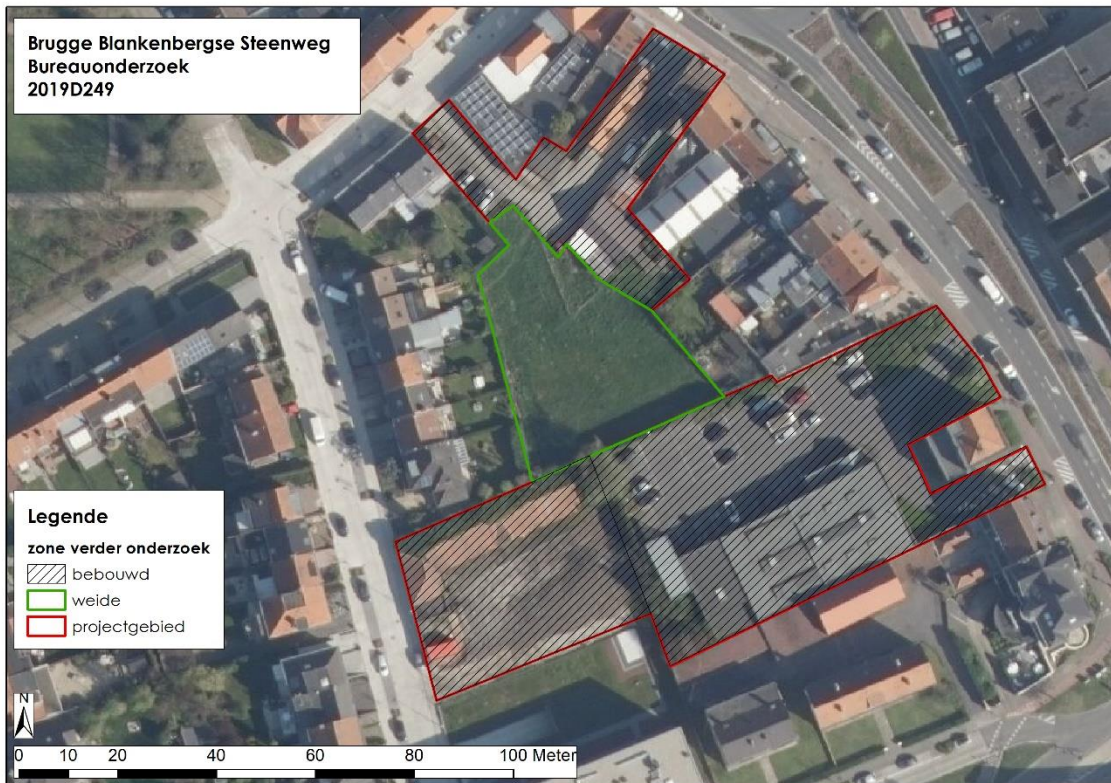 Brugge Blankenbergse Steenweg
Bureauonderzoek
2019D249
Legende
zone verder onderzoek
bebouwd
weide
projectgebied
N
0 10 20 40 60 80 100 Meter